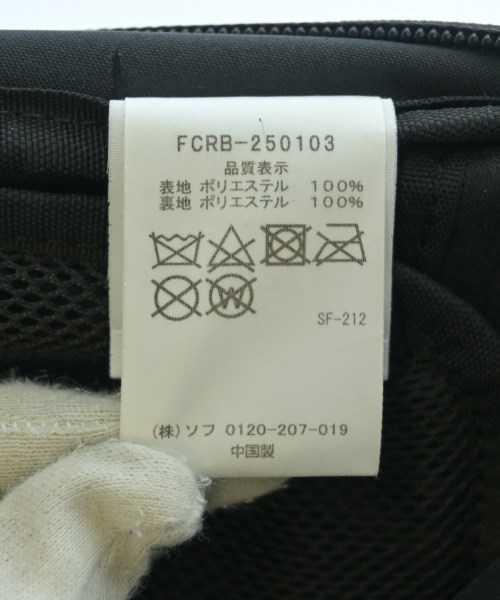 FCRB-250103
品質表示
表地 ポリエステル 100%
裏地 ポリエステル 100%
W
SF-212
(株)ソフ 0120-207-019
中国製